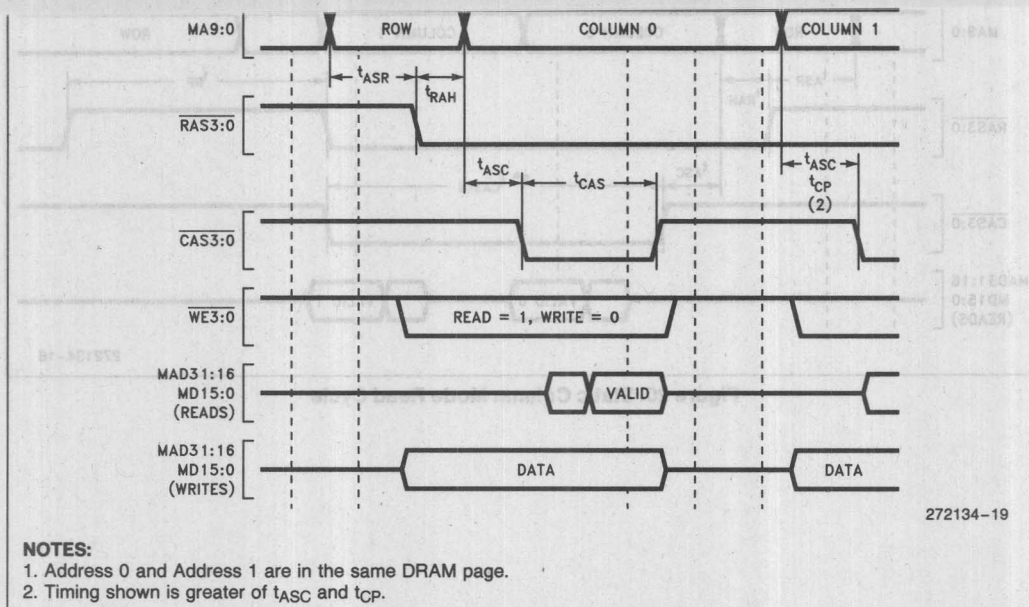 MA9:0 ROW COLUMN 0 COLUMN 1
tASR
tRAH
RAS3:0
tASC tCAS tASC
tCP
(2)
CAS3:0
WE3:0 READ = 1, WRITE = 0
MAD31:16
MD15:0
(READS)
VALID
MAD31:16
MD15:0
(WRITES)
DATA DATA
272134–19
NOTES:
1. Address 0 and Address 1 are in the same DRAM page.
2. Timing shown is greater of tASC and tCP.